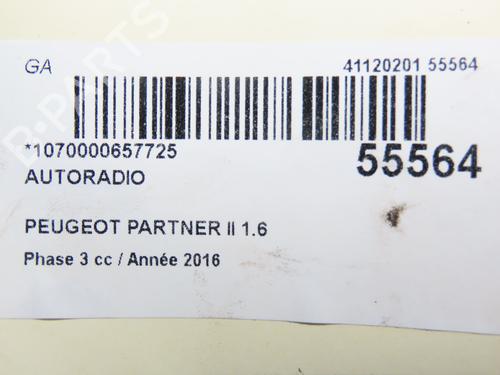 GA
41120201 55564
*1070000657725
55564
AUTORADIO
PEUGEOT PARTNER II 1.6
Phase 3 cc / Année 2016
B-PARTS